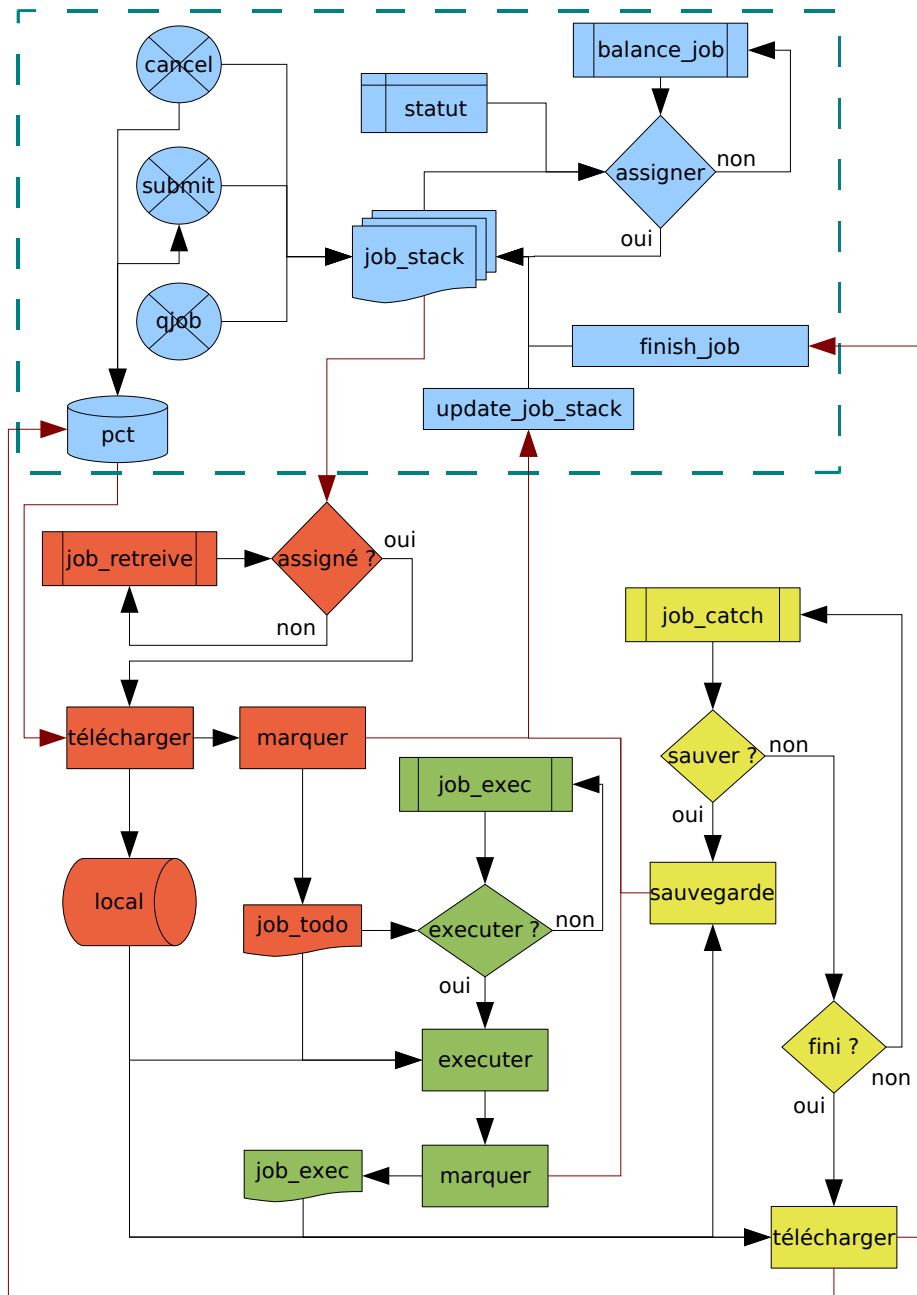 cancel
balance_job
statut
submit
assigner
non
oui
job_stack
qjob
finish_job
update_job_stack
pct
job_retreive
assigné ?
oui
non
job_catch
télécharger
marquer
sauver ?
non
job_exec
oui
local
sauvegarde
job_todo
executer ?
non
oui
executer
fini ?
non
oui
job_exec
marquer
télécharger